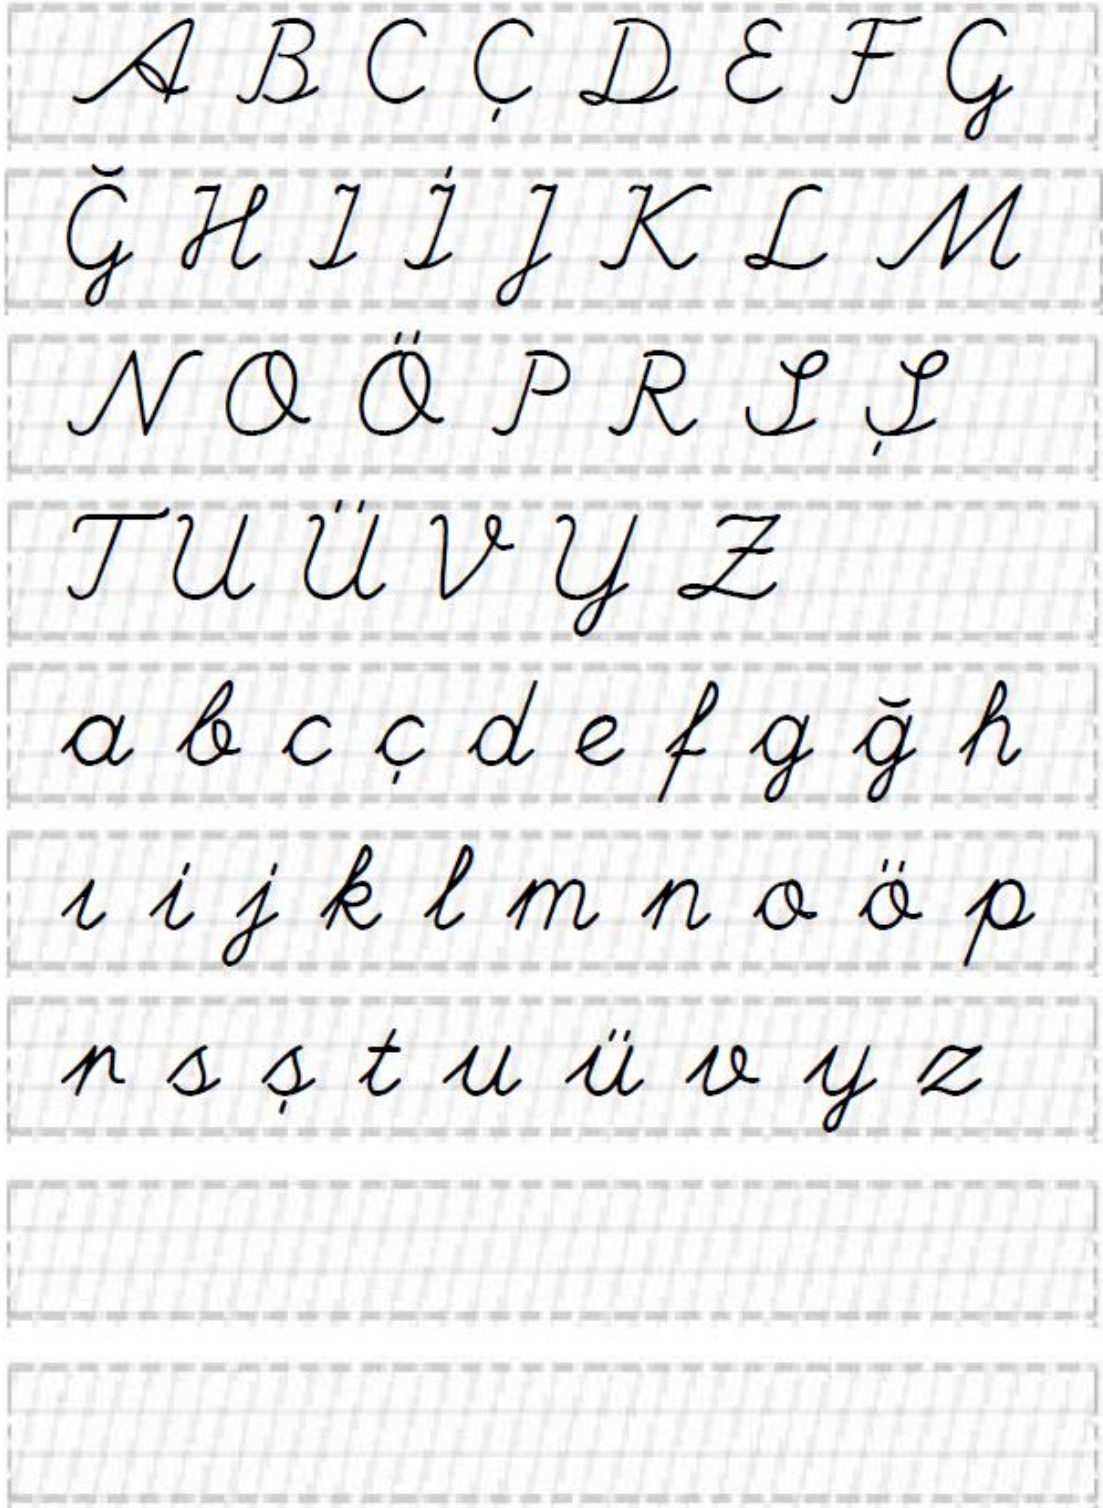 A B C Ç D E F G
Ğ H I İ J K L M
N O Ö P R S Ş
T U Ü V Y Z
a b c ç d e f g ğ h
ı i j k l m n o ö p
r s ş t u ü v y z